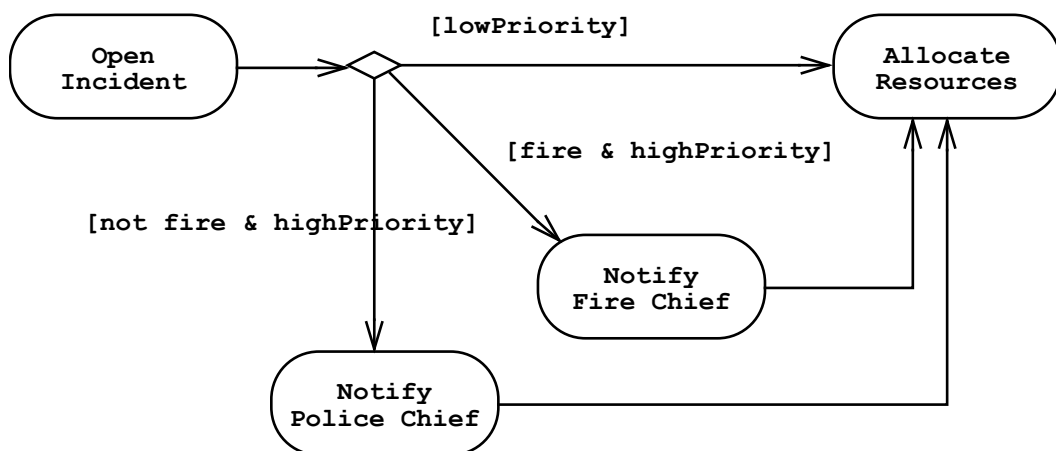 [lowPriority]
Open
Incident
Allocate
Resources
[fire & highPriority]
[not fire & highPriority]
Notify
Fire Chief
Notify
Police Chief